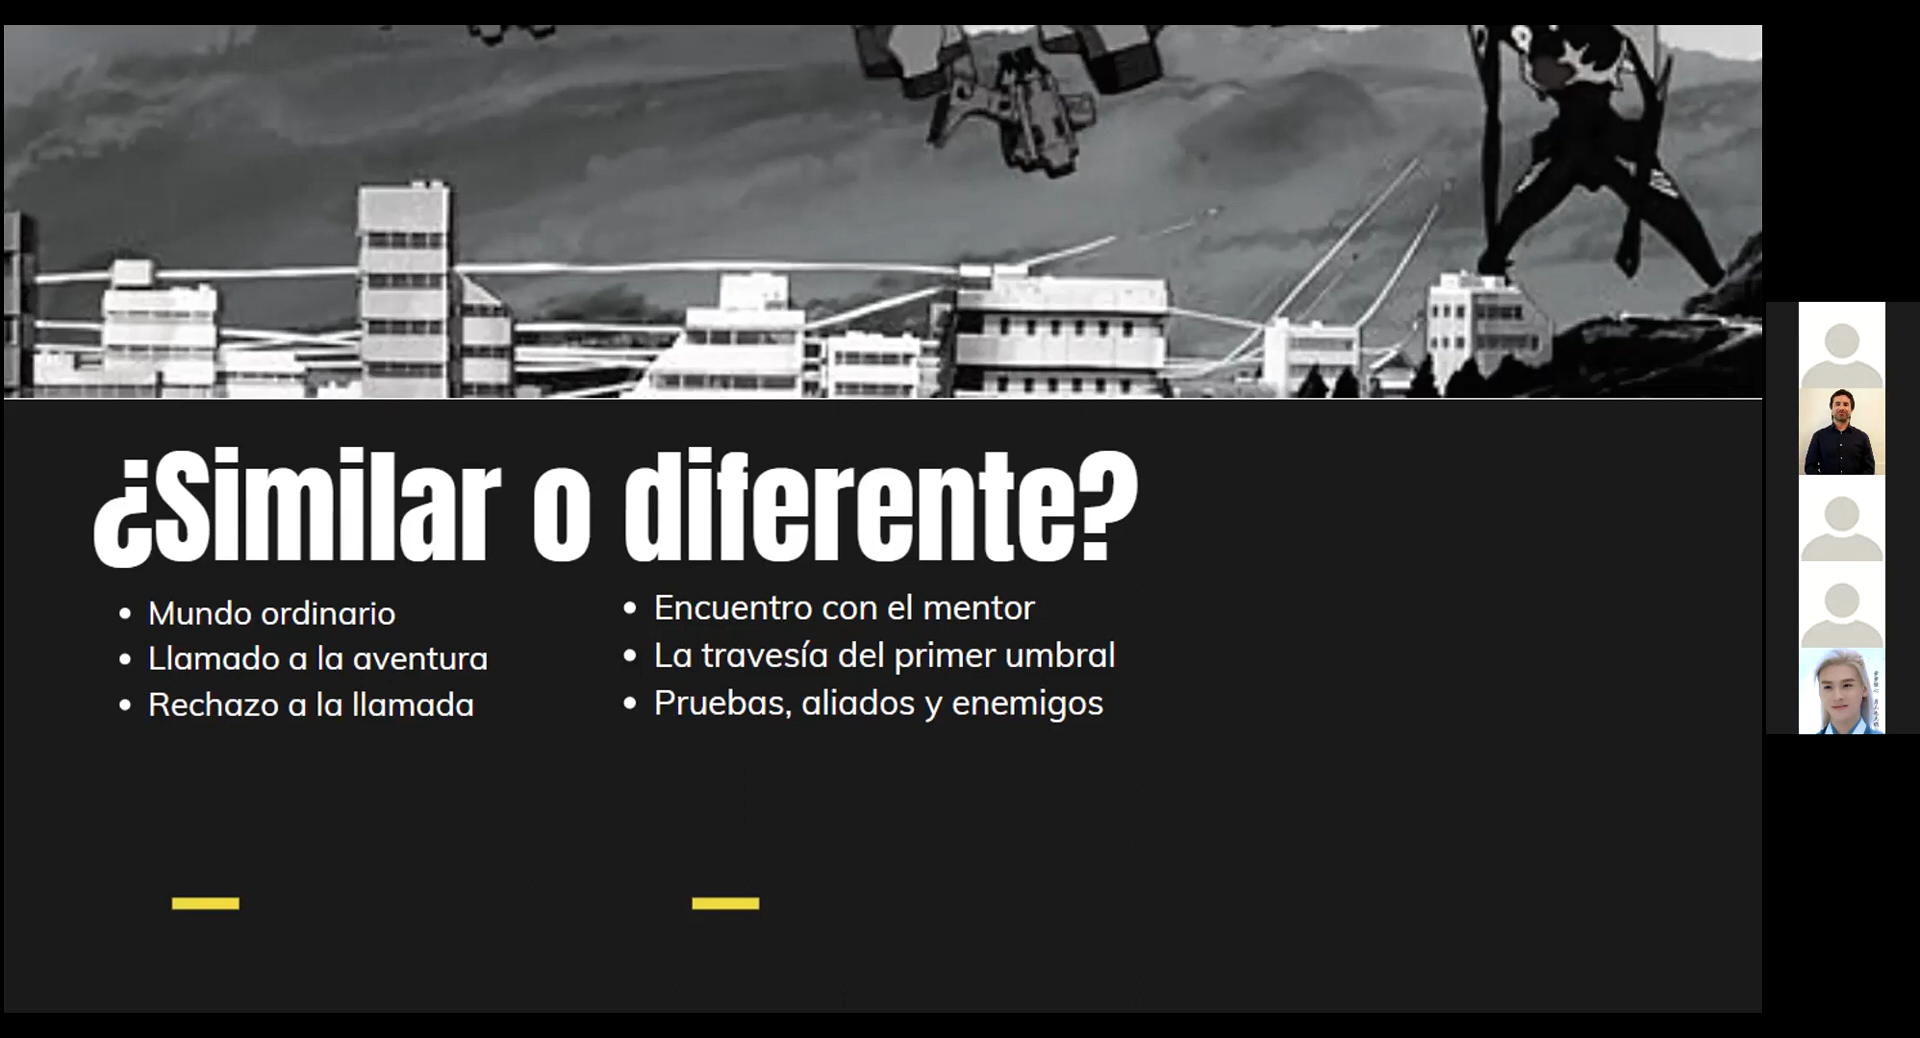 ¿Similar o diferente?
Mundo ordinario
Llamado a la aventura
Rechazo a la llamada
Encuentro con el mentor
La travesía del primer umbral
Pruebas, aliados y enemigos